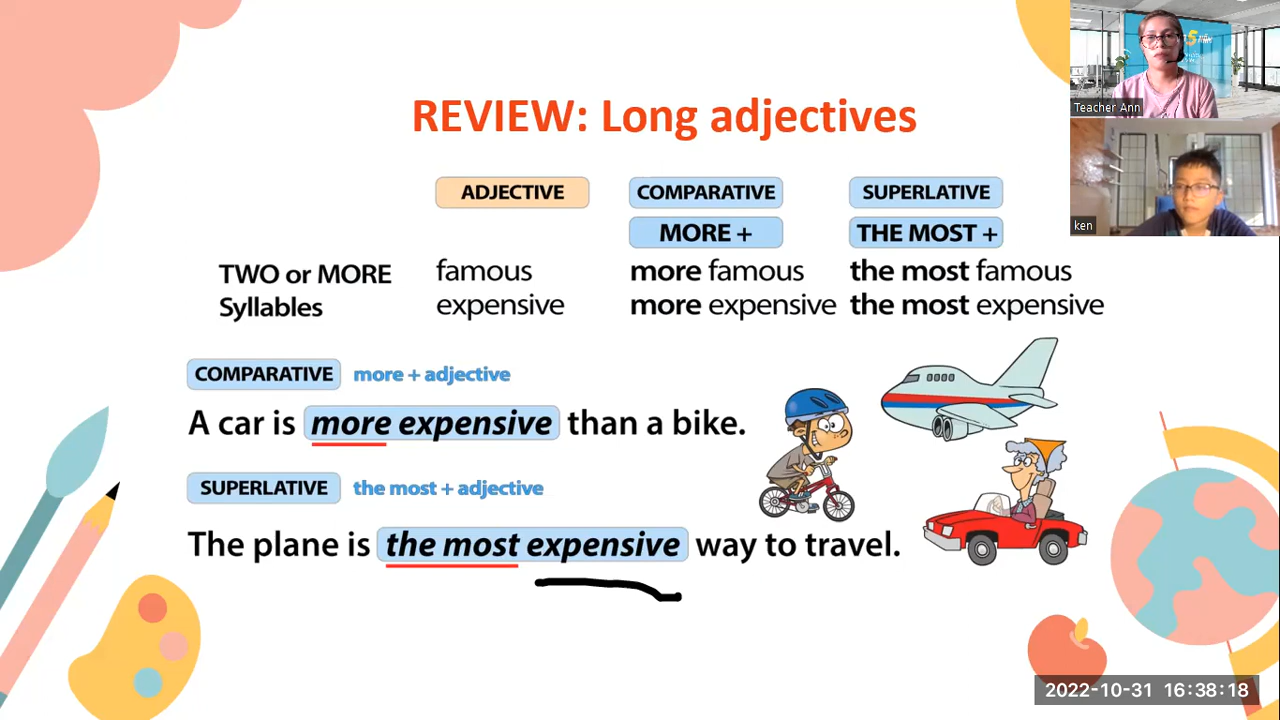 REVIEW: Long adjectives
ADJECTIVE COMPARATIVE SUPERLATIVE
MORE + THE MOST +
TWO or MORE famous more famous the most famous
Syllables expensive more expensive the most expensive
COMPARATIVE more + adjective
A car is more expensive than a bike.
SUPERLATIVE the most + adjective
The plane is the most expensive way to travel.
Teacher Ann
ken
2022-10-31 16:38:18